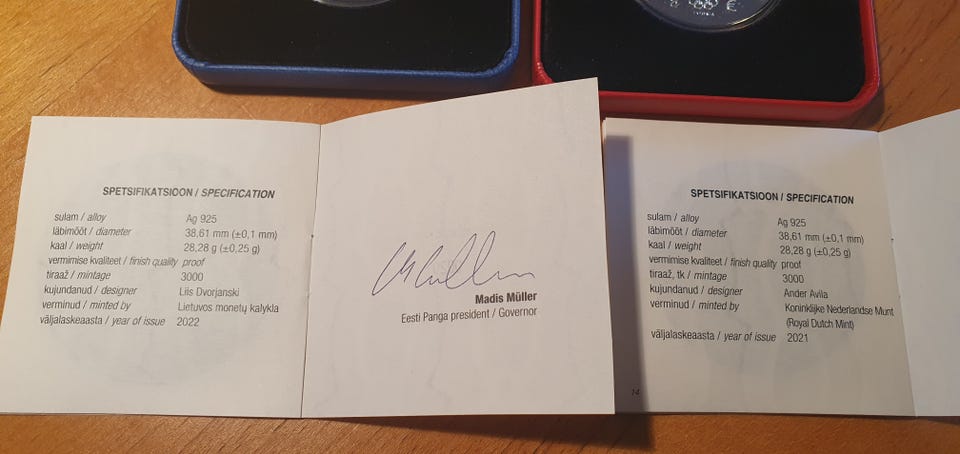 SPETSIFIKATSIOON / SPECIFICATION
sulam / alloy Ag 925
läbimõõt / diameter 38,61 mm (±0,1 mm)
kaal / weight 28,28 g (±0,25 g)
vermimise kvaliteet / finish quality proof
tiraaž / mintage 3000
kujundanud / designer Liis Dvorjanski
verminud / minted by Lietuvos monetų kalykla
väljalaskeaasta / year of issue 2022
Madis Müller
Eesti Panga president / Governor
SPETSIFIKATSIOON / SPECIFICATION
sulam / alloy Ag 925
läbimõõt / diameter 38,61 mm (±0,1 mm)
kaal / weight 28,28 g (±0,25 g)
vermimise kvaliteet / finish quality proof
tiraaž, tk / mintage 3000
kujundanud / designer Ander Avila
verminud / minted by Koninklijke Nederlandse Munt
(Royal Dutch Mint)
väljalaskeaasta / year of issue 2021
14